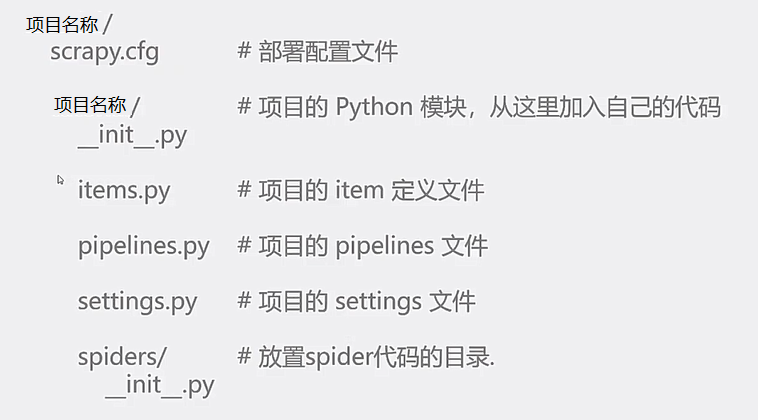 项目名称 /
scrapy.cfg # 部署配置文件
项目名称 / # 项目的 Python 模块，从这里加入自己的代码
__init__.py
items.py # 项目的 item 定义文件
pipelines.py # 项目的 pipelines 文件
settings.py # 项目的 settings 文件
spiders/ # 放置spider代码的目录.
__init__.py